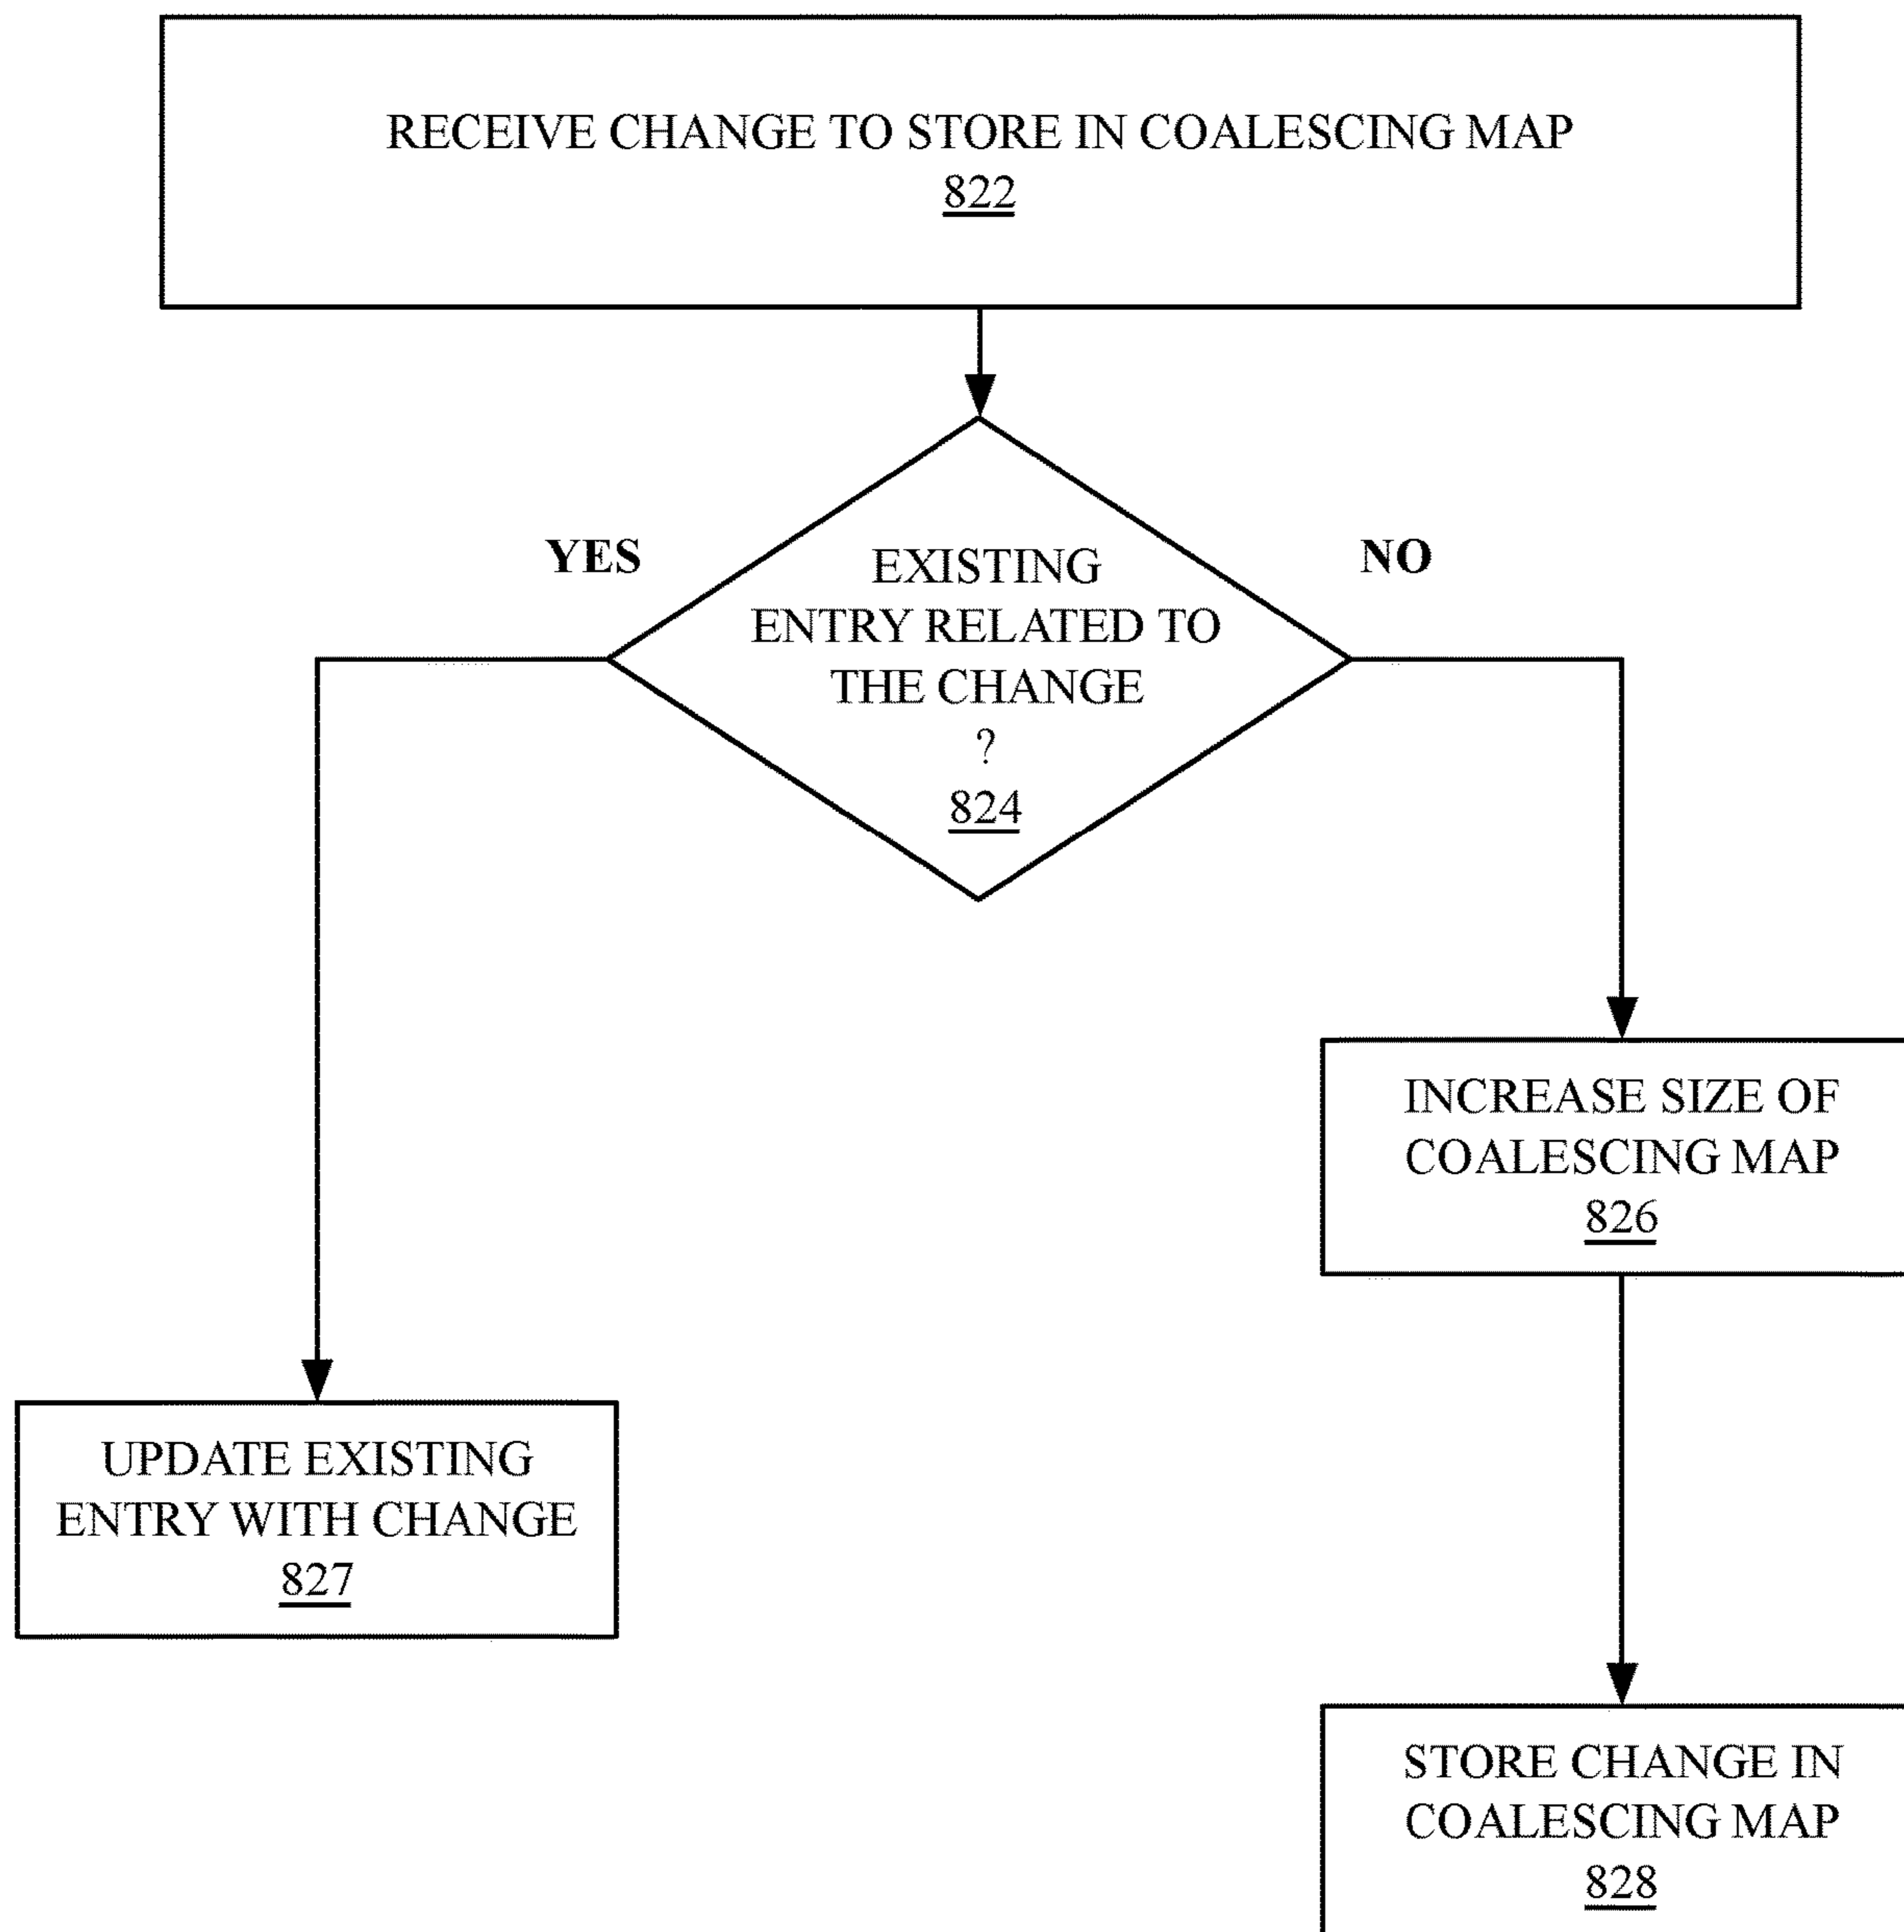 RECEIVE CHANGE TO STORE IN COALESCING MAP
822
YES
NO
EXISTING
ENTRY RELATED TO
THE CHANGE
?
824
INCREASE SIZE OF
COALESCING MAP
826
UPDATE EXISTING
ENTRY WITH CHANGE
827
STORE CHANGE IN
COALESCING MAP
828